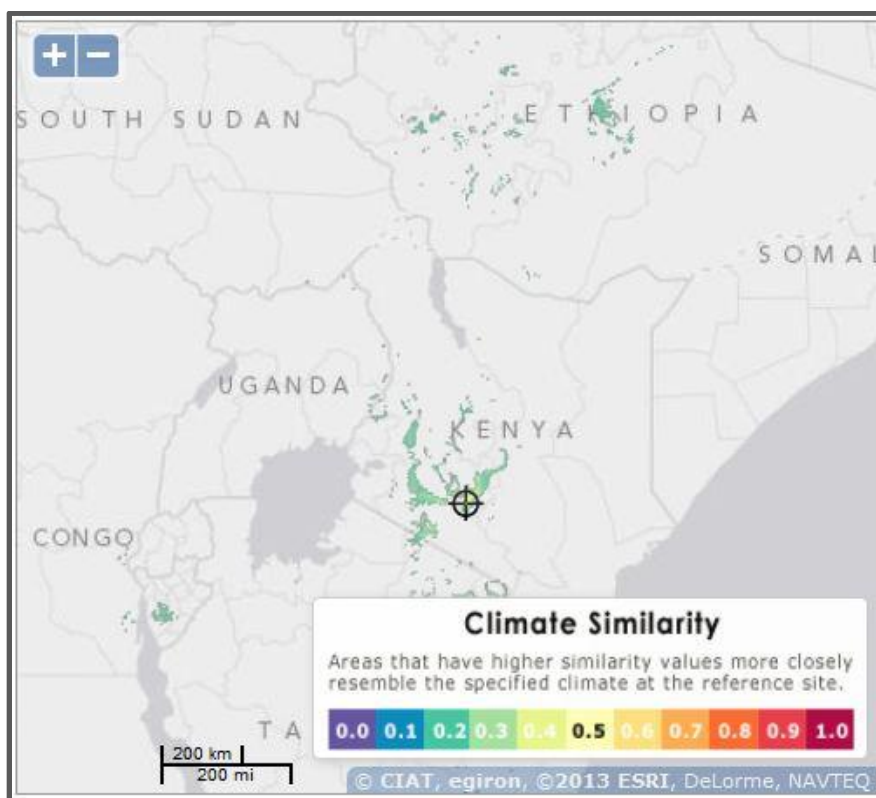 + −
SOUTH SUDAN
ETHIOPIA
SOMAL
UGANDA
KENYA
CONGO
TA
Climate Similarity
Areas that have higher similarity values more closely
resemble the specified climate at the reference site.
0.0 0.1 0.2 0.3 0.4 0.5 0.6 0.7 0.8 0.9 1.0
200 km
200 mi
© CIAT, egiron, ©2013 ESRI, DeLorme, NAVTEQ